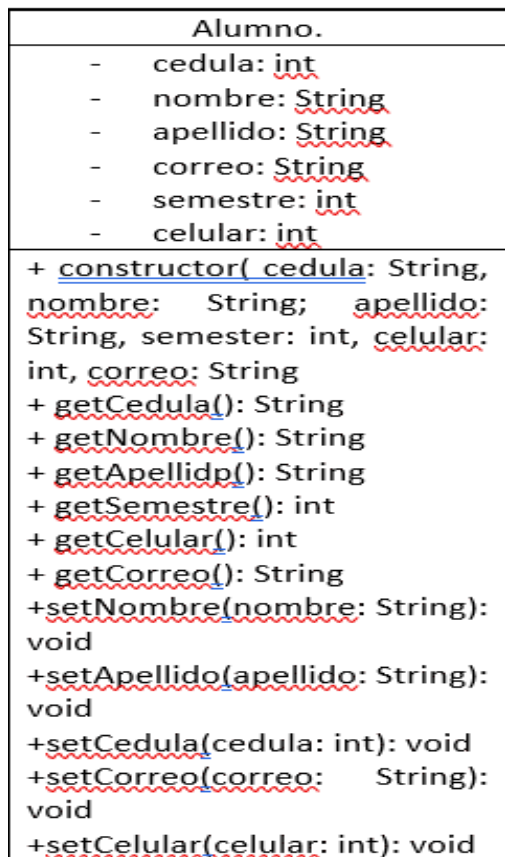 Alumno.
- cedula: int
- nombre: String
- apellido: String
- correo: String
- semestre: int
- celular: int
+ constructor( cedula: String,
nombre: String; apellido:
String, semester: int, celular:
int, correo: String
+ getCedula(): String
+ getNombre(): String
+ getApellidp(): String
+ getSemestre(): int
+ getCelular(): int
+ getCorreo(): String
+setNombre(nombre: String):
void
+setApellido(apellido: String):
void
+setCedula(cedula: int): void
+setCorreo(correo: String):
void
+setCelular(celular: int): void